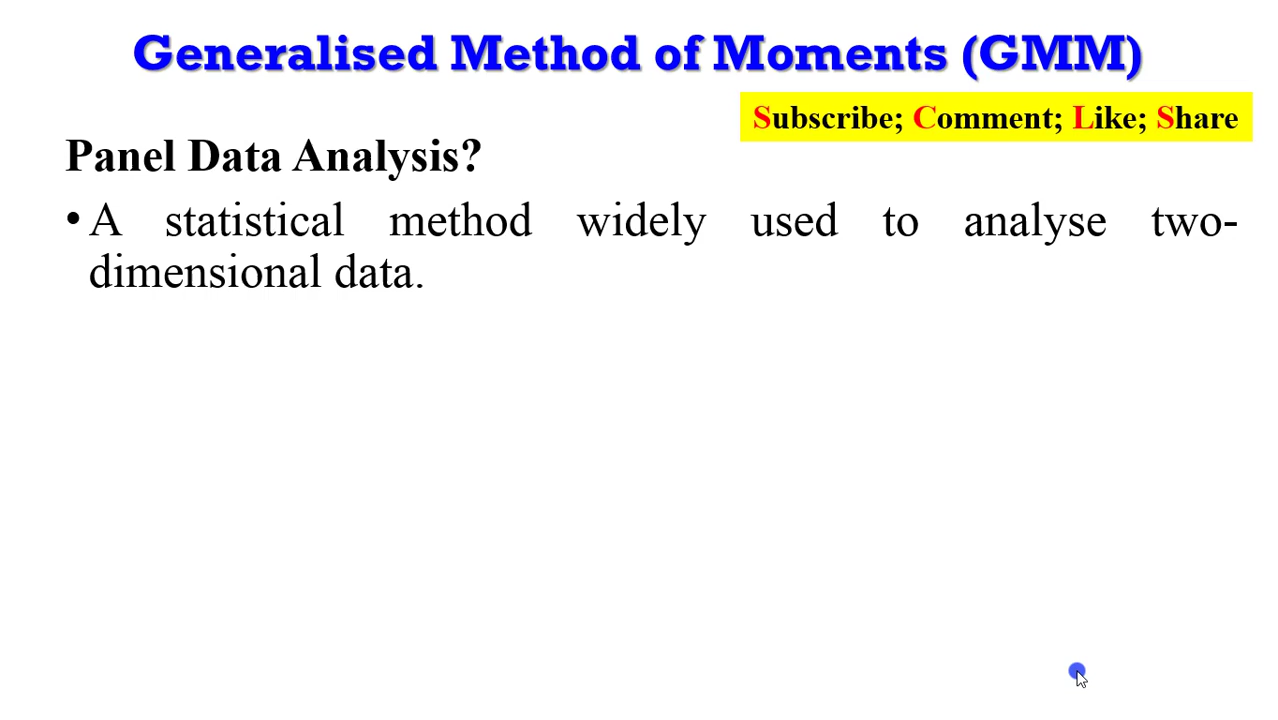 Generalised Method of Moments (GMM)
Subscribe; Comment; Like; Share
Panel Data Analysis?
• A statistical method widely used to analyse two-
dimensional data.